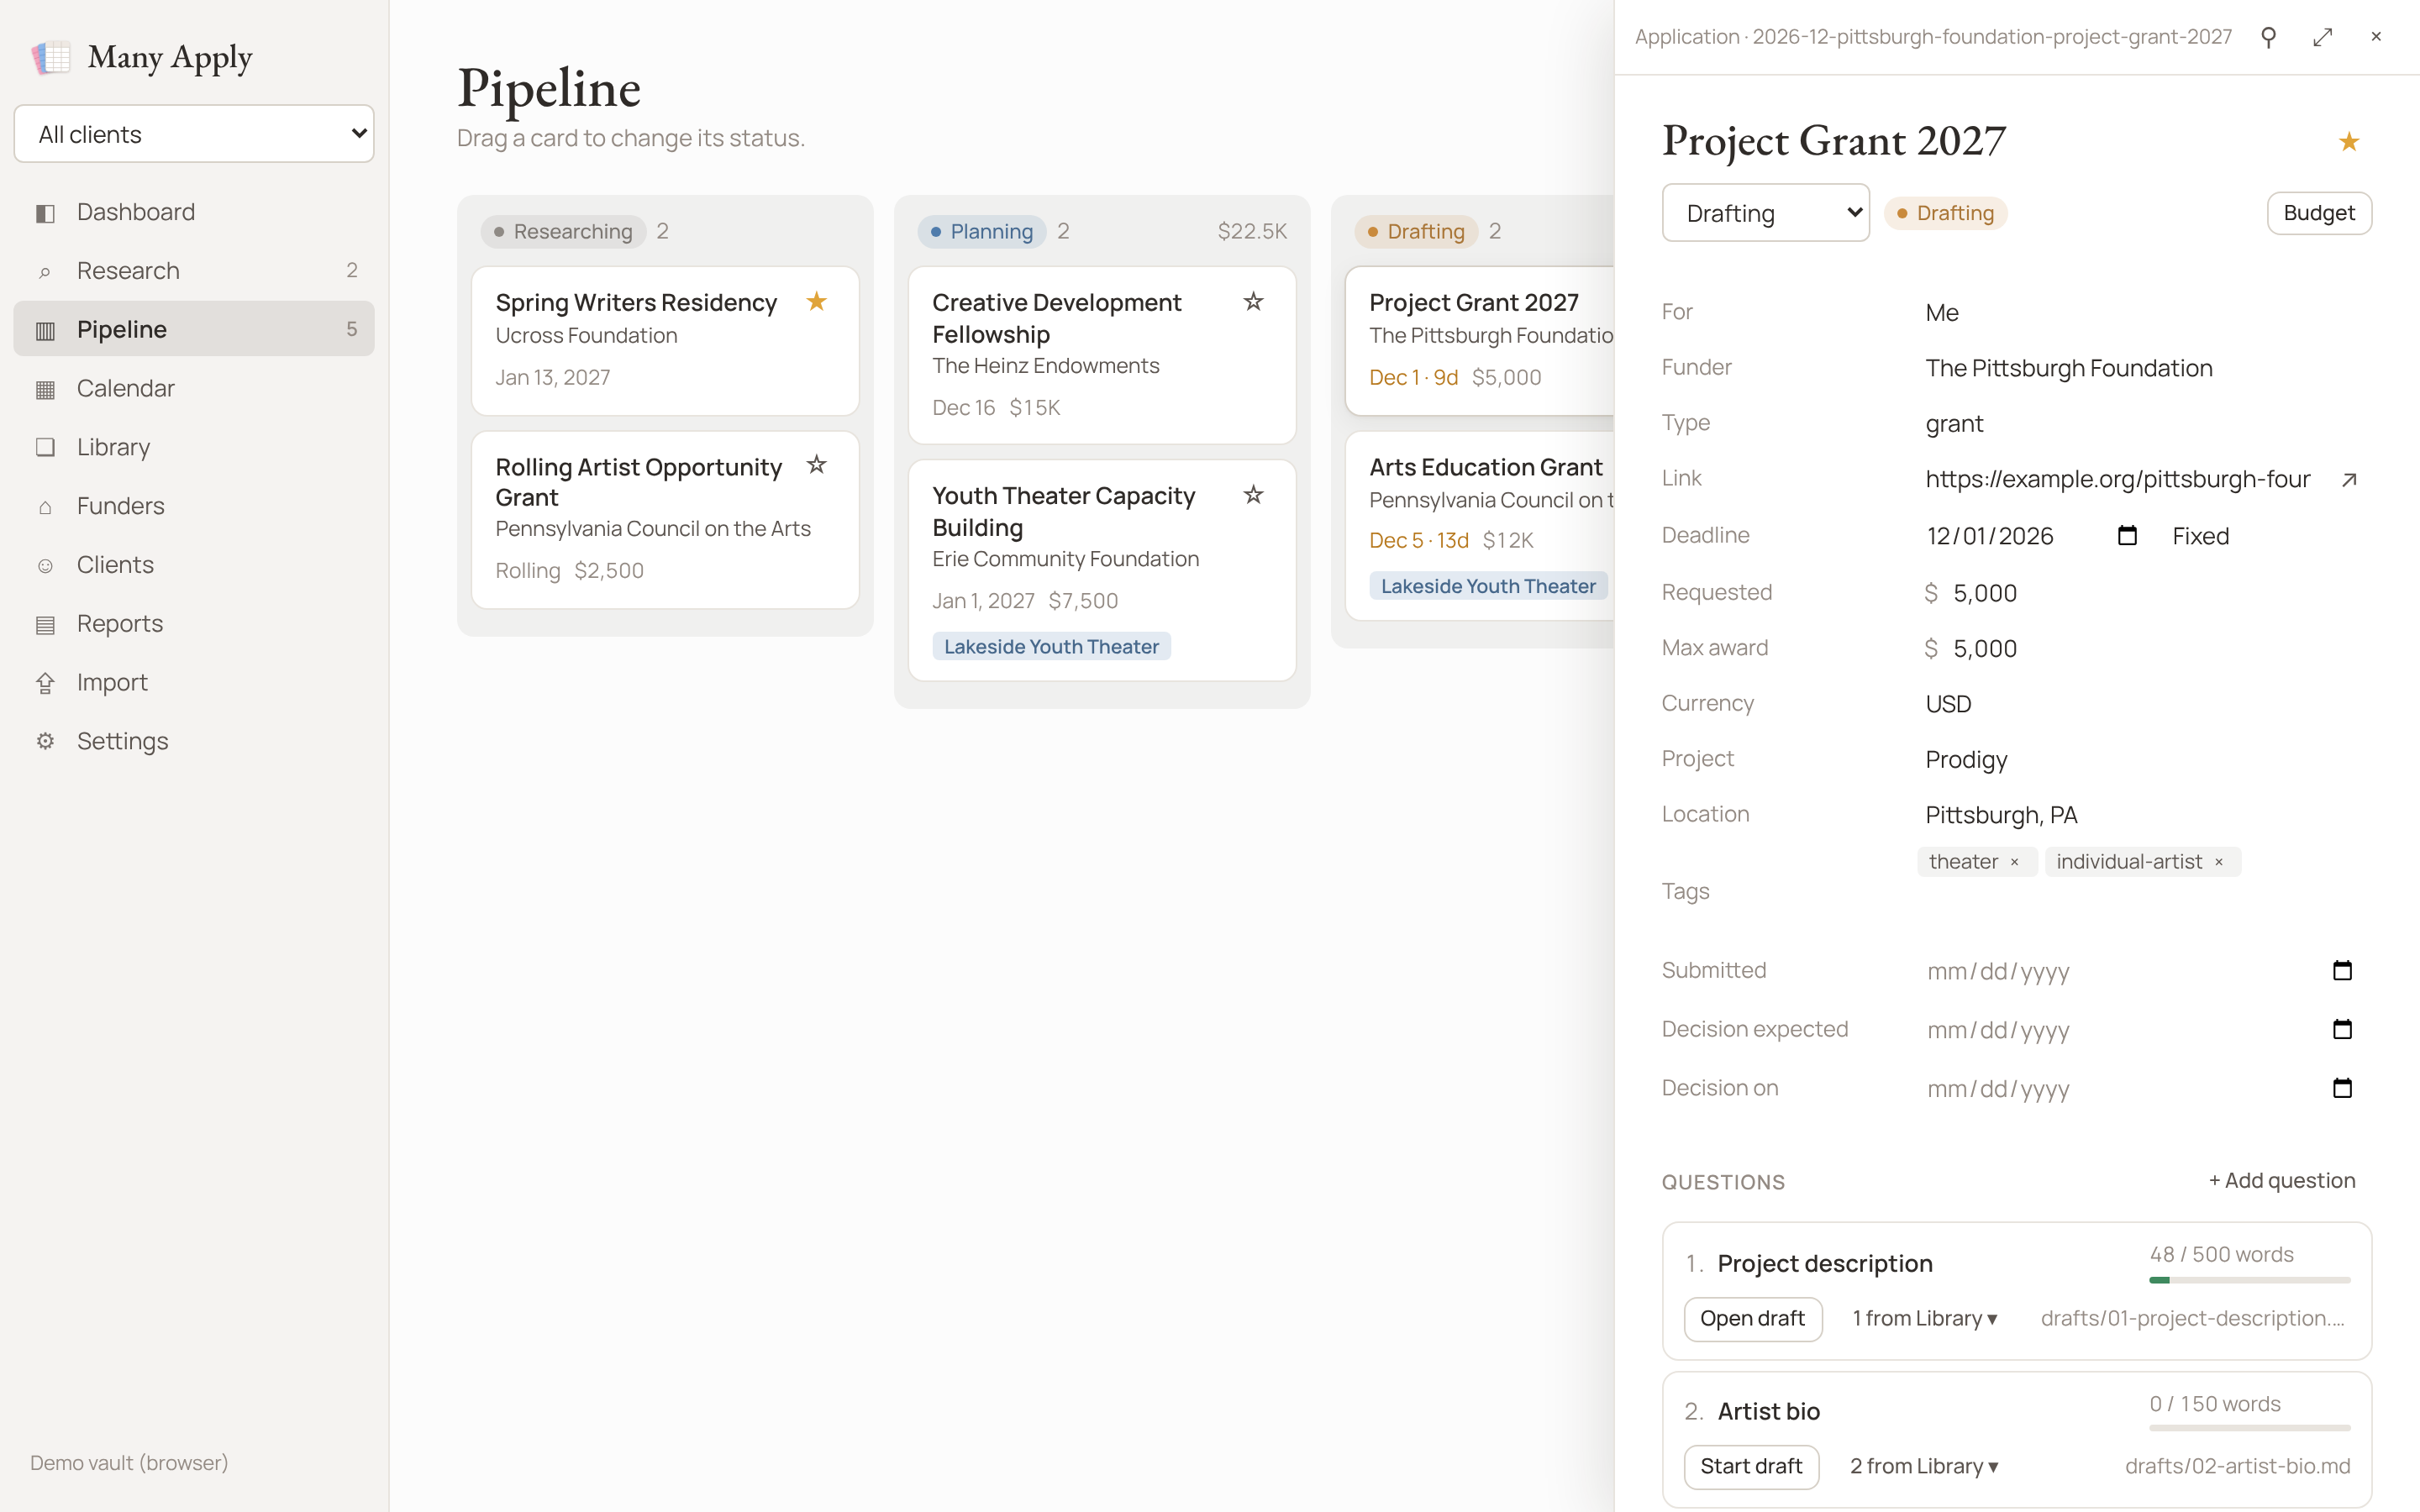 Many Apply
All clients
Dashboard
Research 2
Pipeline 5
Calendar
Library
Funders
Clients
Reports
Import
Settings
Demo vault (browser)
Pipeline
Drag a card to change its status.
Researching 2
Spring Writers Residency
Ucross Foundation
Jan 13, 2027
Rolling Artist Opportunity
Grant
Pennsylvania Council on the Arts
Rolling $2,500
Planning 2 $22.5K
Creative Development
Fellowship
The Heinz Endowments
Dec 16 $15K
Youth Theater Capacity
Building
Erie Community Foundation
Jan 1, 2027 $7,500
Lakeside Youth Theater
Drafting 2
Project Grant 2027
The Pittsburgh Foundatio
Dec 1 · 9d $5,000
Arts Education Grant
Pennsylvania Council on t
Dec 5 · 13d $12K
Lakeside Youth Theater
Application · 2026-12-pittsburgh-foundation-project-grant-2027
Project Grant 2027
Drafting Drafting Budget
For Me
Funder The Pittsburgh Foundation
Type grant
Link https://example.org/pittsburgh-four
Deadline 12/01/2026 Fixed
Requested $ 5,000
Max award $ 5,000
Currency USD
Project Prodigy
Location Pittsburgh, PA
Tags theater × individual-artist ×
Submitted mm/dd/yyyy
Decision expected mm/dd/yyyy
Decision on mm/dd/yyyy
QUESTIONS + Add question
1. Project description 48 / 500 words
Open draft 1 from Library ▾ drafts/01-project-description....
2. Artist bio 0 / 150 words
Start draft 2 from Library ▾ drafts/02-artist-bio.md